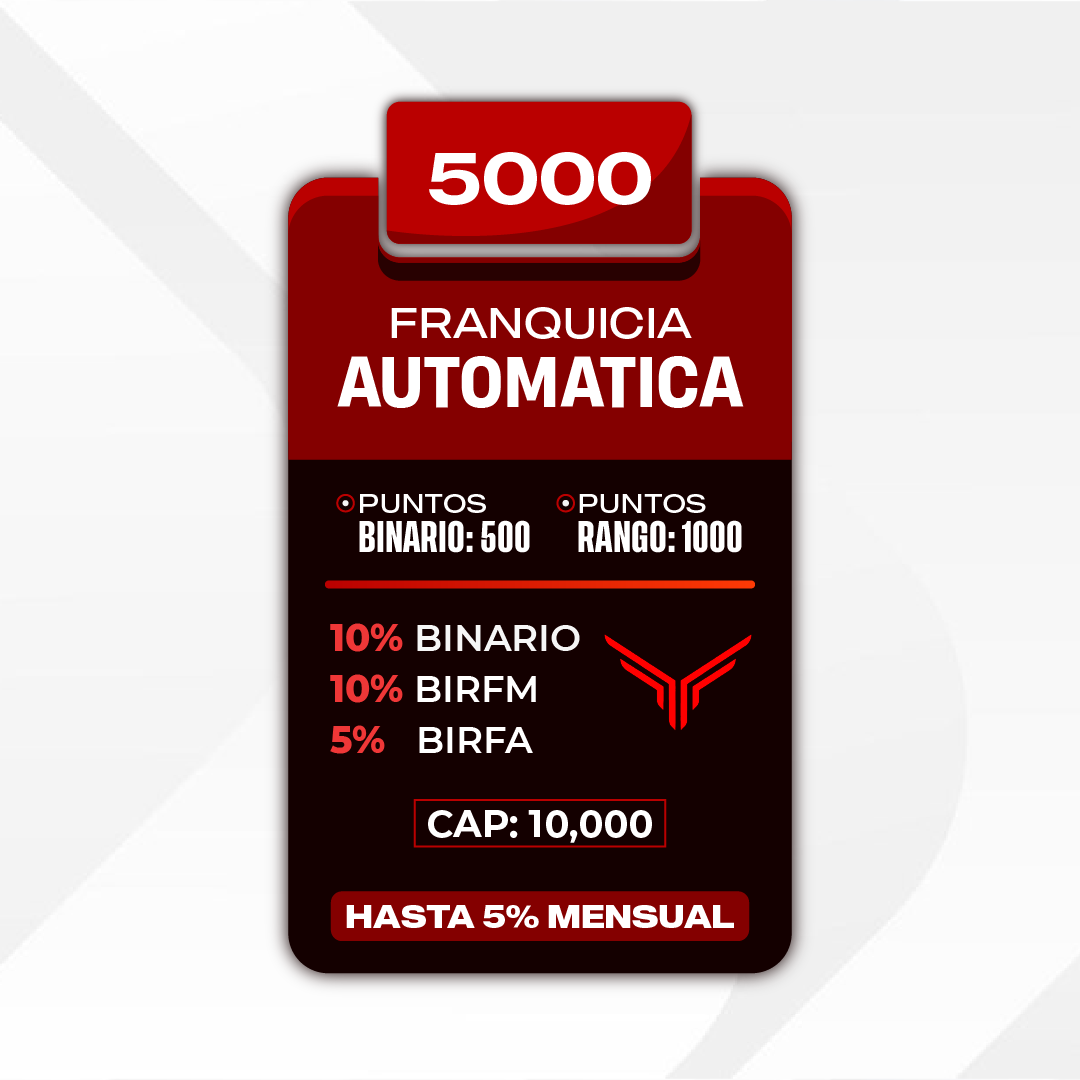 5000
FRANQUICIA
AUTOMATICA
PUNTOS
BINARIO: 500
PUNTOS
RANGO: 1000
10% BINARIO
10% BIRFM
5% BIRFA
CAP: 10,000
HASTA 5% MENSUAL